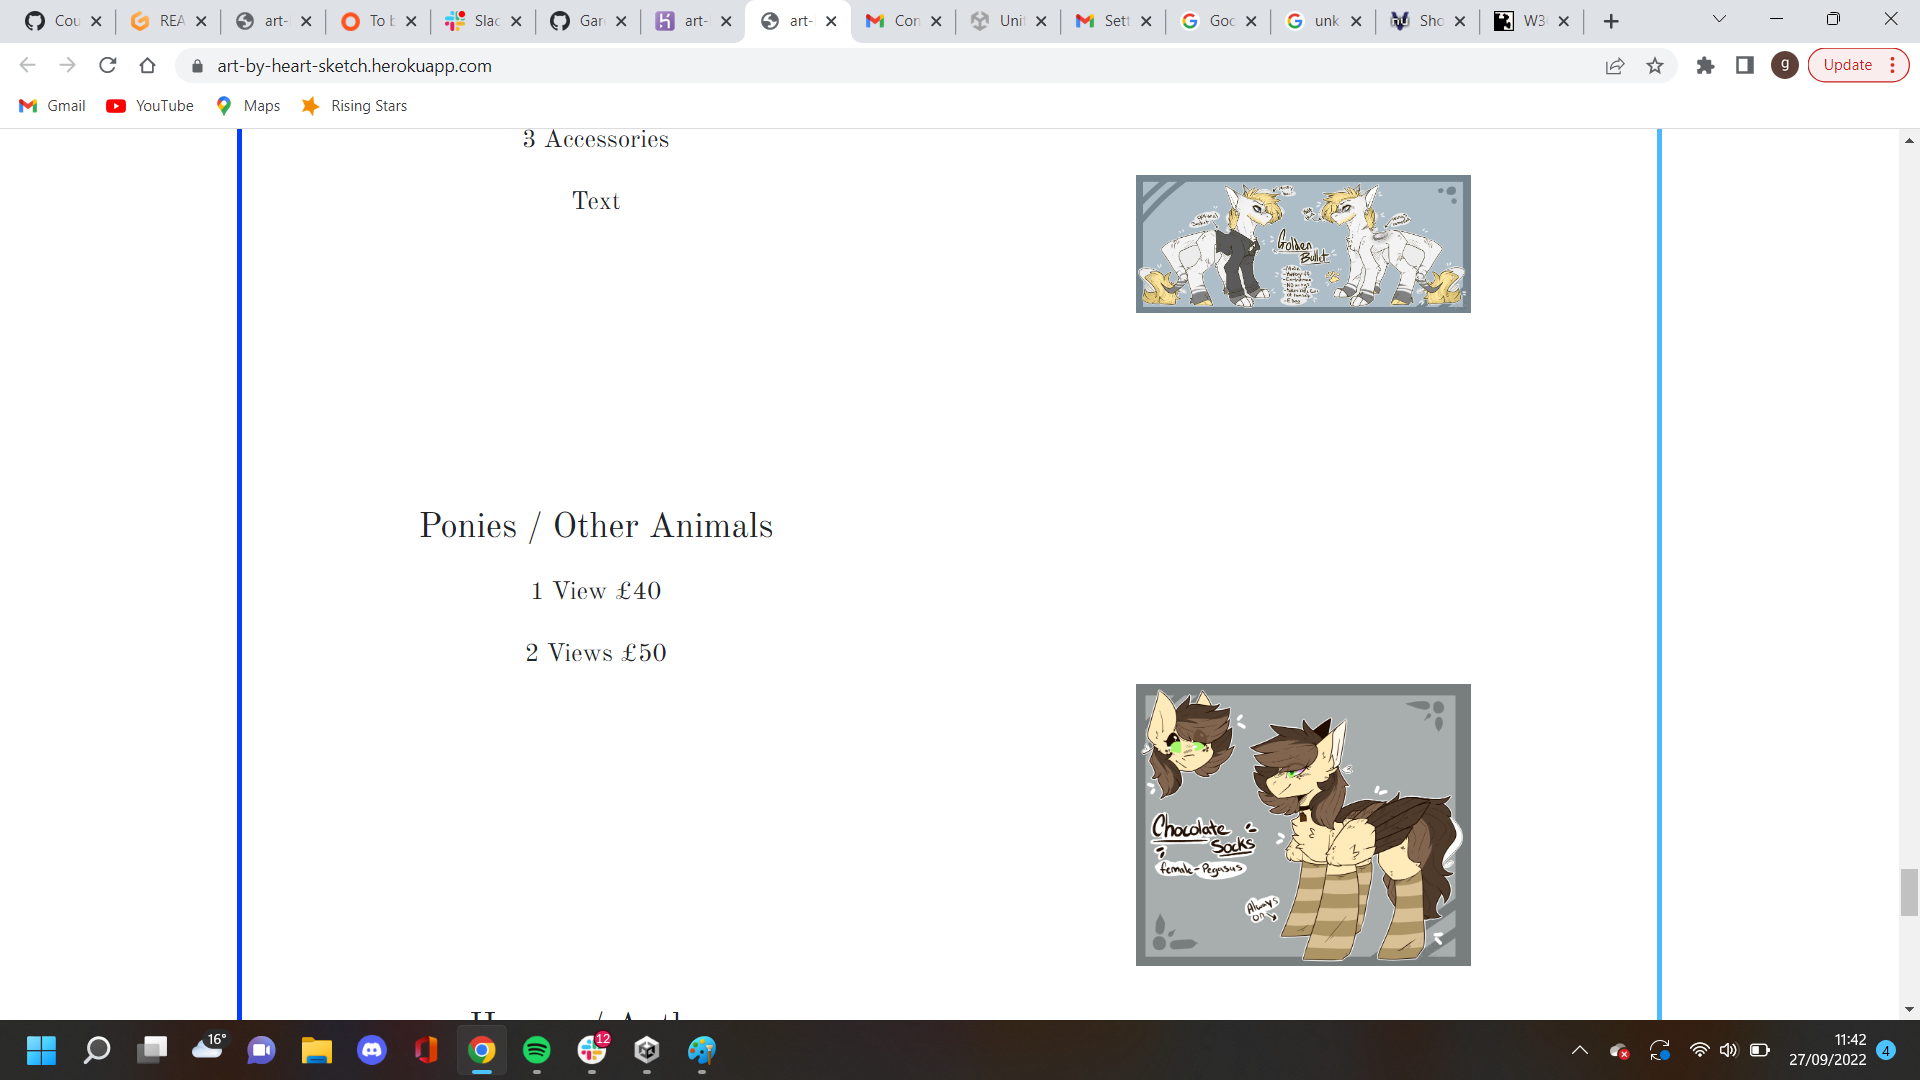 Cou
REA
art-
To b
Slac
Gar
art-
art-
Con
Unit
Sett
Goo
unk
Sho
W3
art-by-heart-sketch.herokuapp.com
g
Update
Gmail
YouTube
Maps
Rising Stars
3 Accessories
Text
Golden
Bullet
Ponies / Other Animals
1 View £40
2 Views £50
Chocolate
Socks
female-Pegasus
Always
on
16°
12
11:42
27/09/2022
4